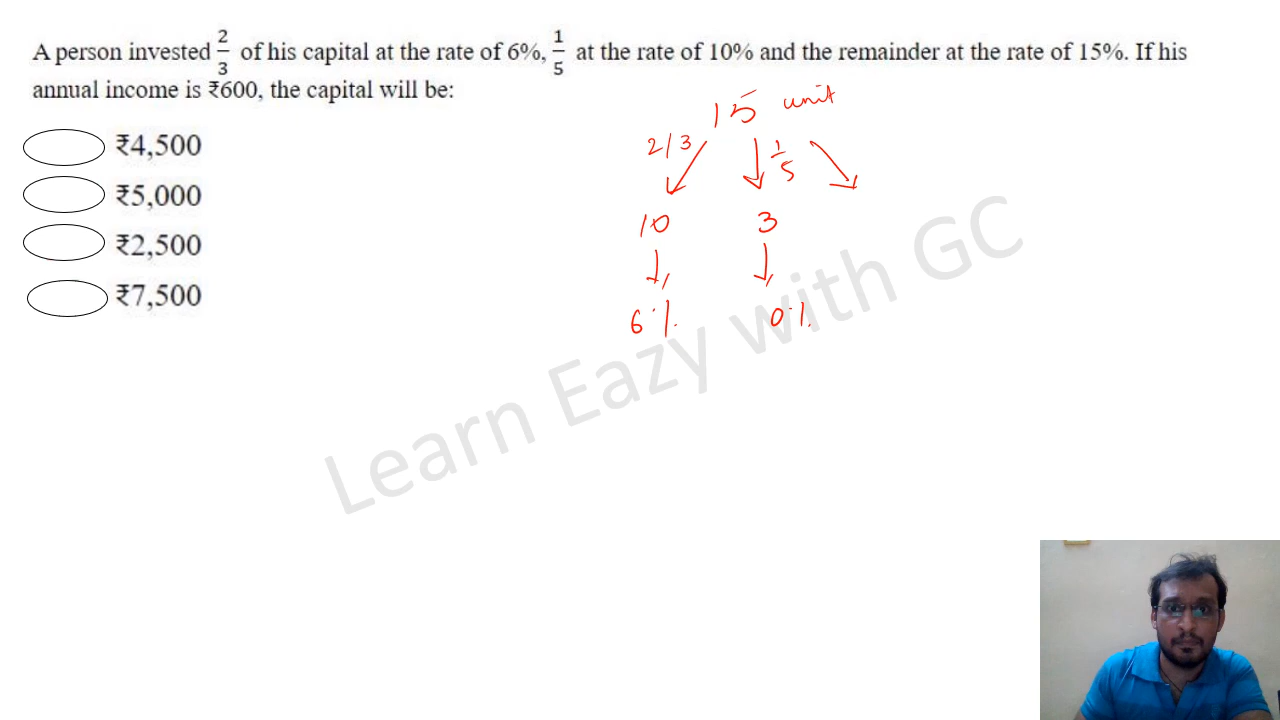 A person invested 2/3 of his capital at the rate of 6%, 1/5 at the rate of 10% and the remainder at the rate of 15%. If his
annual income is ₹600, the capital will be:
₹4,500
₹5,000
₹2,500
₹7,500
15 unit
2/3 1/5
10 3
6% 0%
Learn Eazy with GC